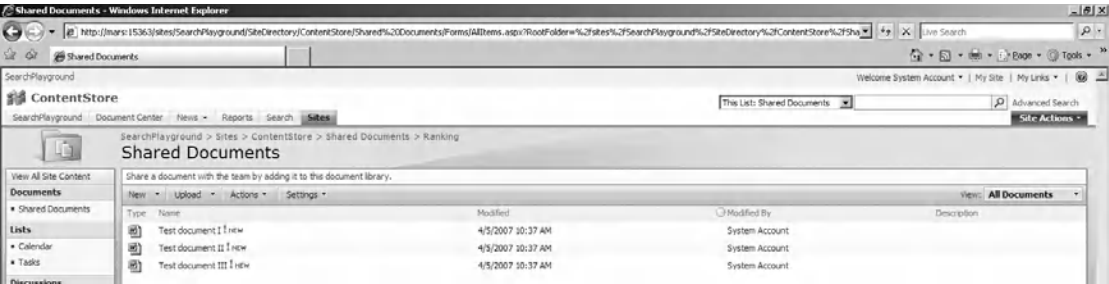 Shared Documents - Windows Internet Explorer
http://mars:15363/sites/SearchPlayground/SiteDirectory/ContentStore/Shared%20Documents/Forms/AllItems.aspx?RootFolder=%2fsites%2fSearchPlayground%2fSiteDirectory%2fContentStore%2fSha Live Search
Shared Documents Page Tools »
SearchPlayground Welcome System Account | My Site | My Links
ContentStore This List: Shared Documents Advanced Search
SearchPlayground Document Center News Reports Search Sites Site Actions
SearchPlayground > Sites > ContentStore > Shared Documents > Ranking
Shared Documents
View All Site Content Share a document with the team by adding it to this document library.
Documents New Upload Actions Settings View: All Documents
• Shared Documents Type Name Modified Modified By Description
Lists Test document I ! NEW 4/5/2007 10:37 AM System Account
• Calendar Test document II ! NEW 4/5/2007 10:37 AM System Account
• Tasks Test document III ! NEW 4/5/2007 10:37 AM System Account
Discussions